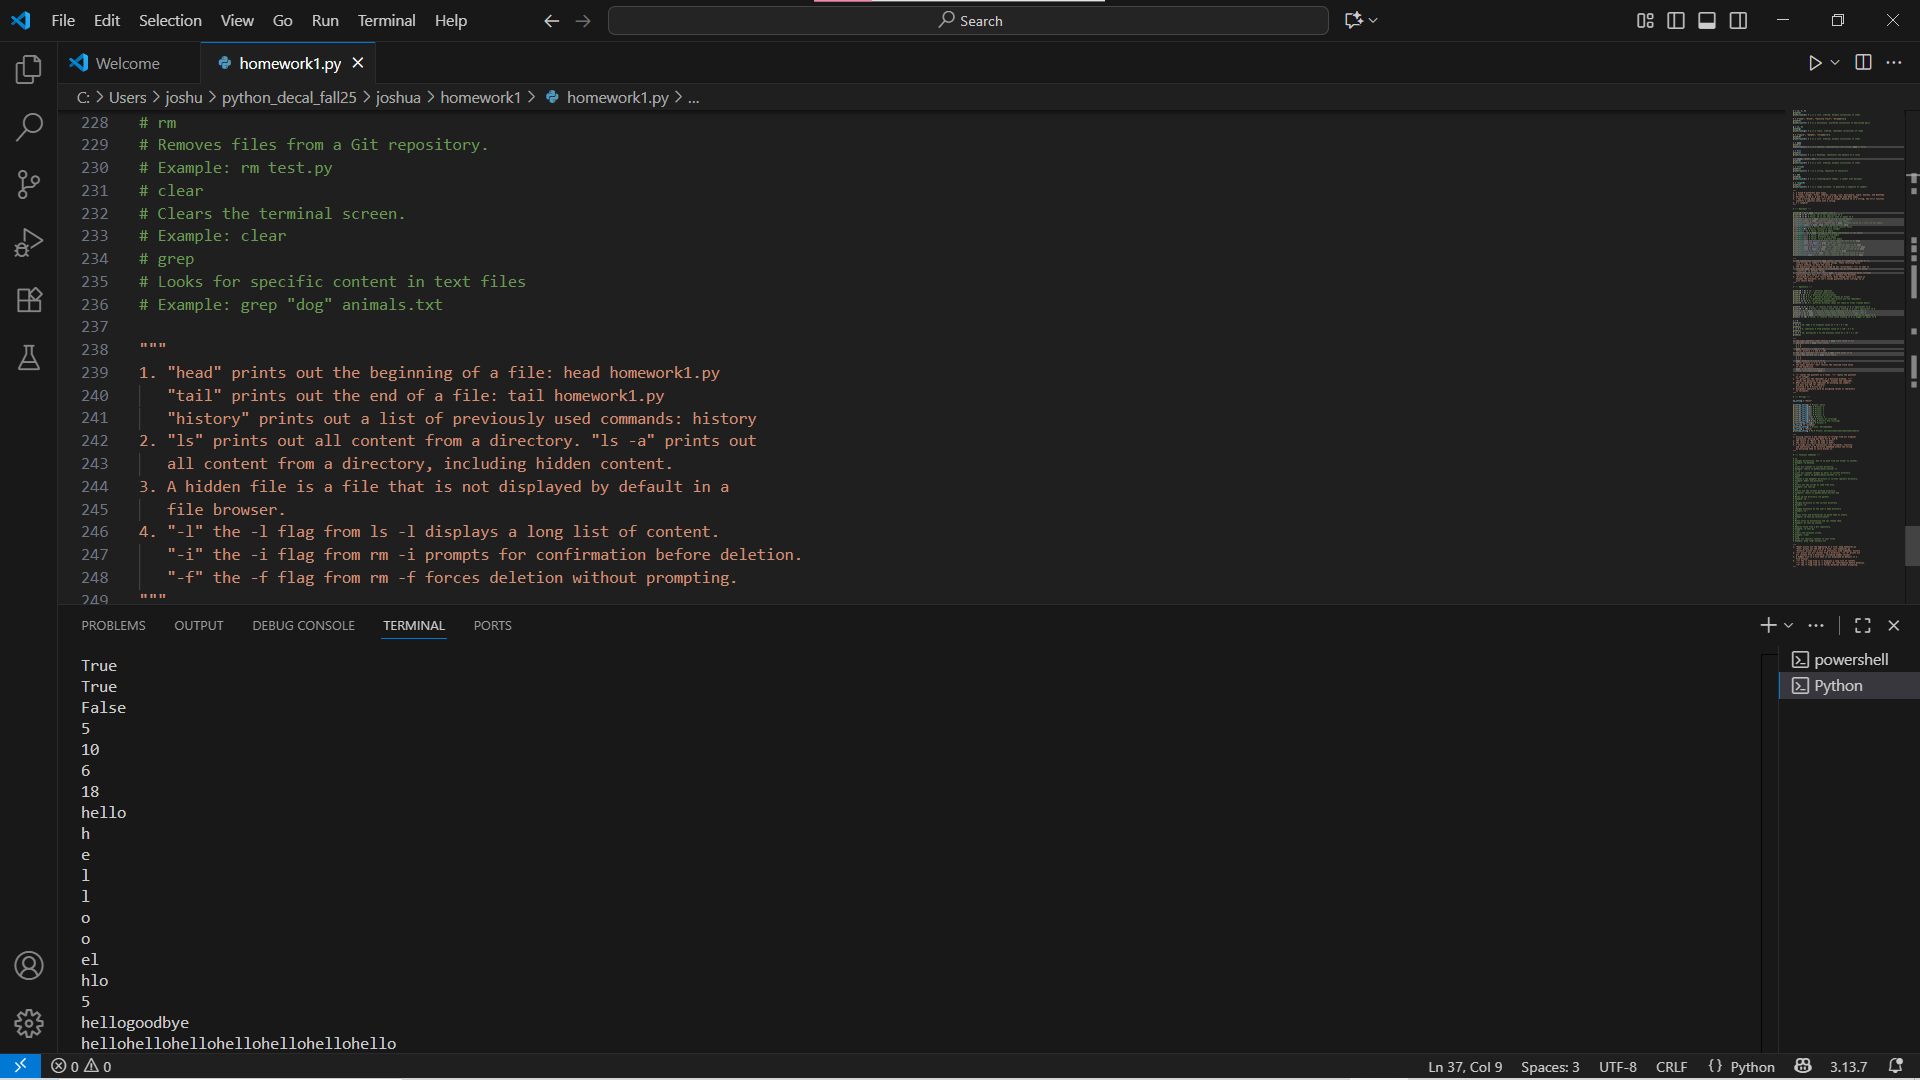 File Edit Selection View Go Run Terminal Help
Search
Welcome
homework1.py
C: > Users > joshu > python_decal_fall25 > joshua > homework1 > homework1.py > ...
228 # rm
229 # Removes files from a Git repository.
230 # Example: rm test.py
231 # clear
232 # Clears the terminal screen.
233 # Example: clear
234 # grep
235 # Looks for specific content in text files
236 # Example: grep "dog" animals.txt
237
238 """
239 1. "head" prints out the beginning of a file: head homework1.py
240 "tail" prints out the end of a file: tail homework1.py
241 "history" prints out a list of previously used commands: history
242 2. "ls" prints out all content from a directory. "ls -a" prints out
243 all content from a directory, including hidden content.
244 3. A hidden file is a file that is not displayed by default in a
245 file browser.
246 4. "-l" the -l flag from ls -l displays a long list of content.
247 "-i" the -i flag from rm -i prompts for confirmation before deletion.
248 "-f" the -f flag from rm -f forces deletion without prompting.
249 """
PROBLEMS OUTPUT DEBUG CONSOLE TERMINAL PORTS
powershell
Python
True
True
False
5
10
6
18
hello
h
e
l
l
o
o
el
hlo
5
hellogoodbye
hellohellohellohellohellohellohello
0 0
Ln 37, Col 9 Spaces: 3 UTF-8 CRLF {} Python 3.13.7